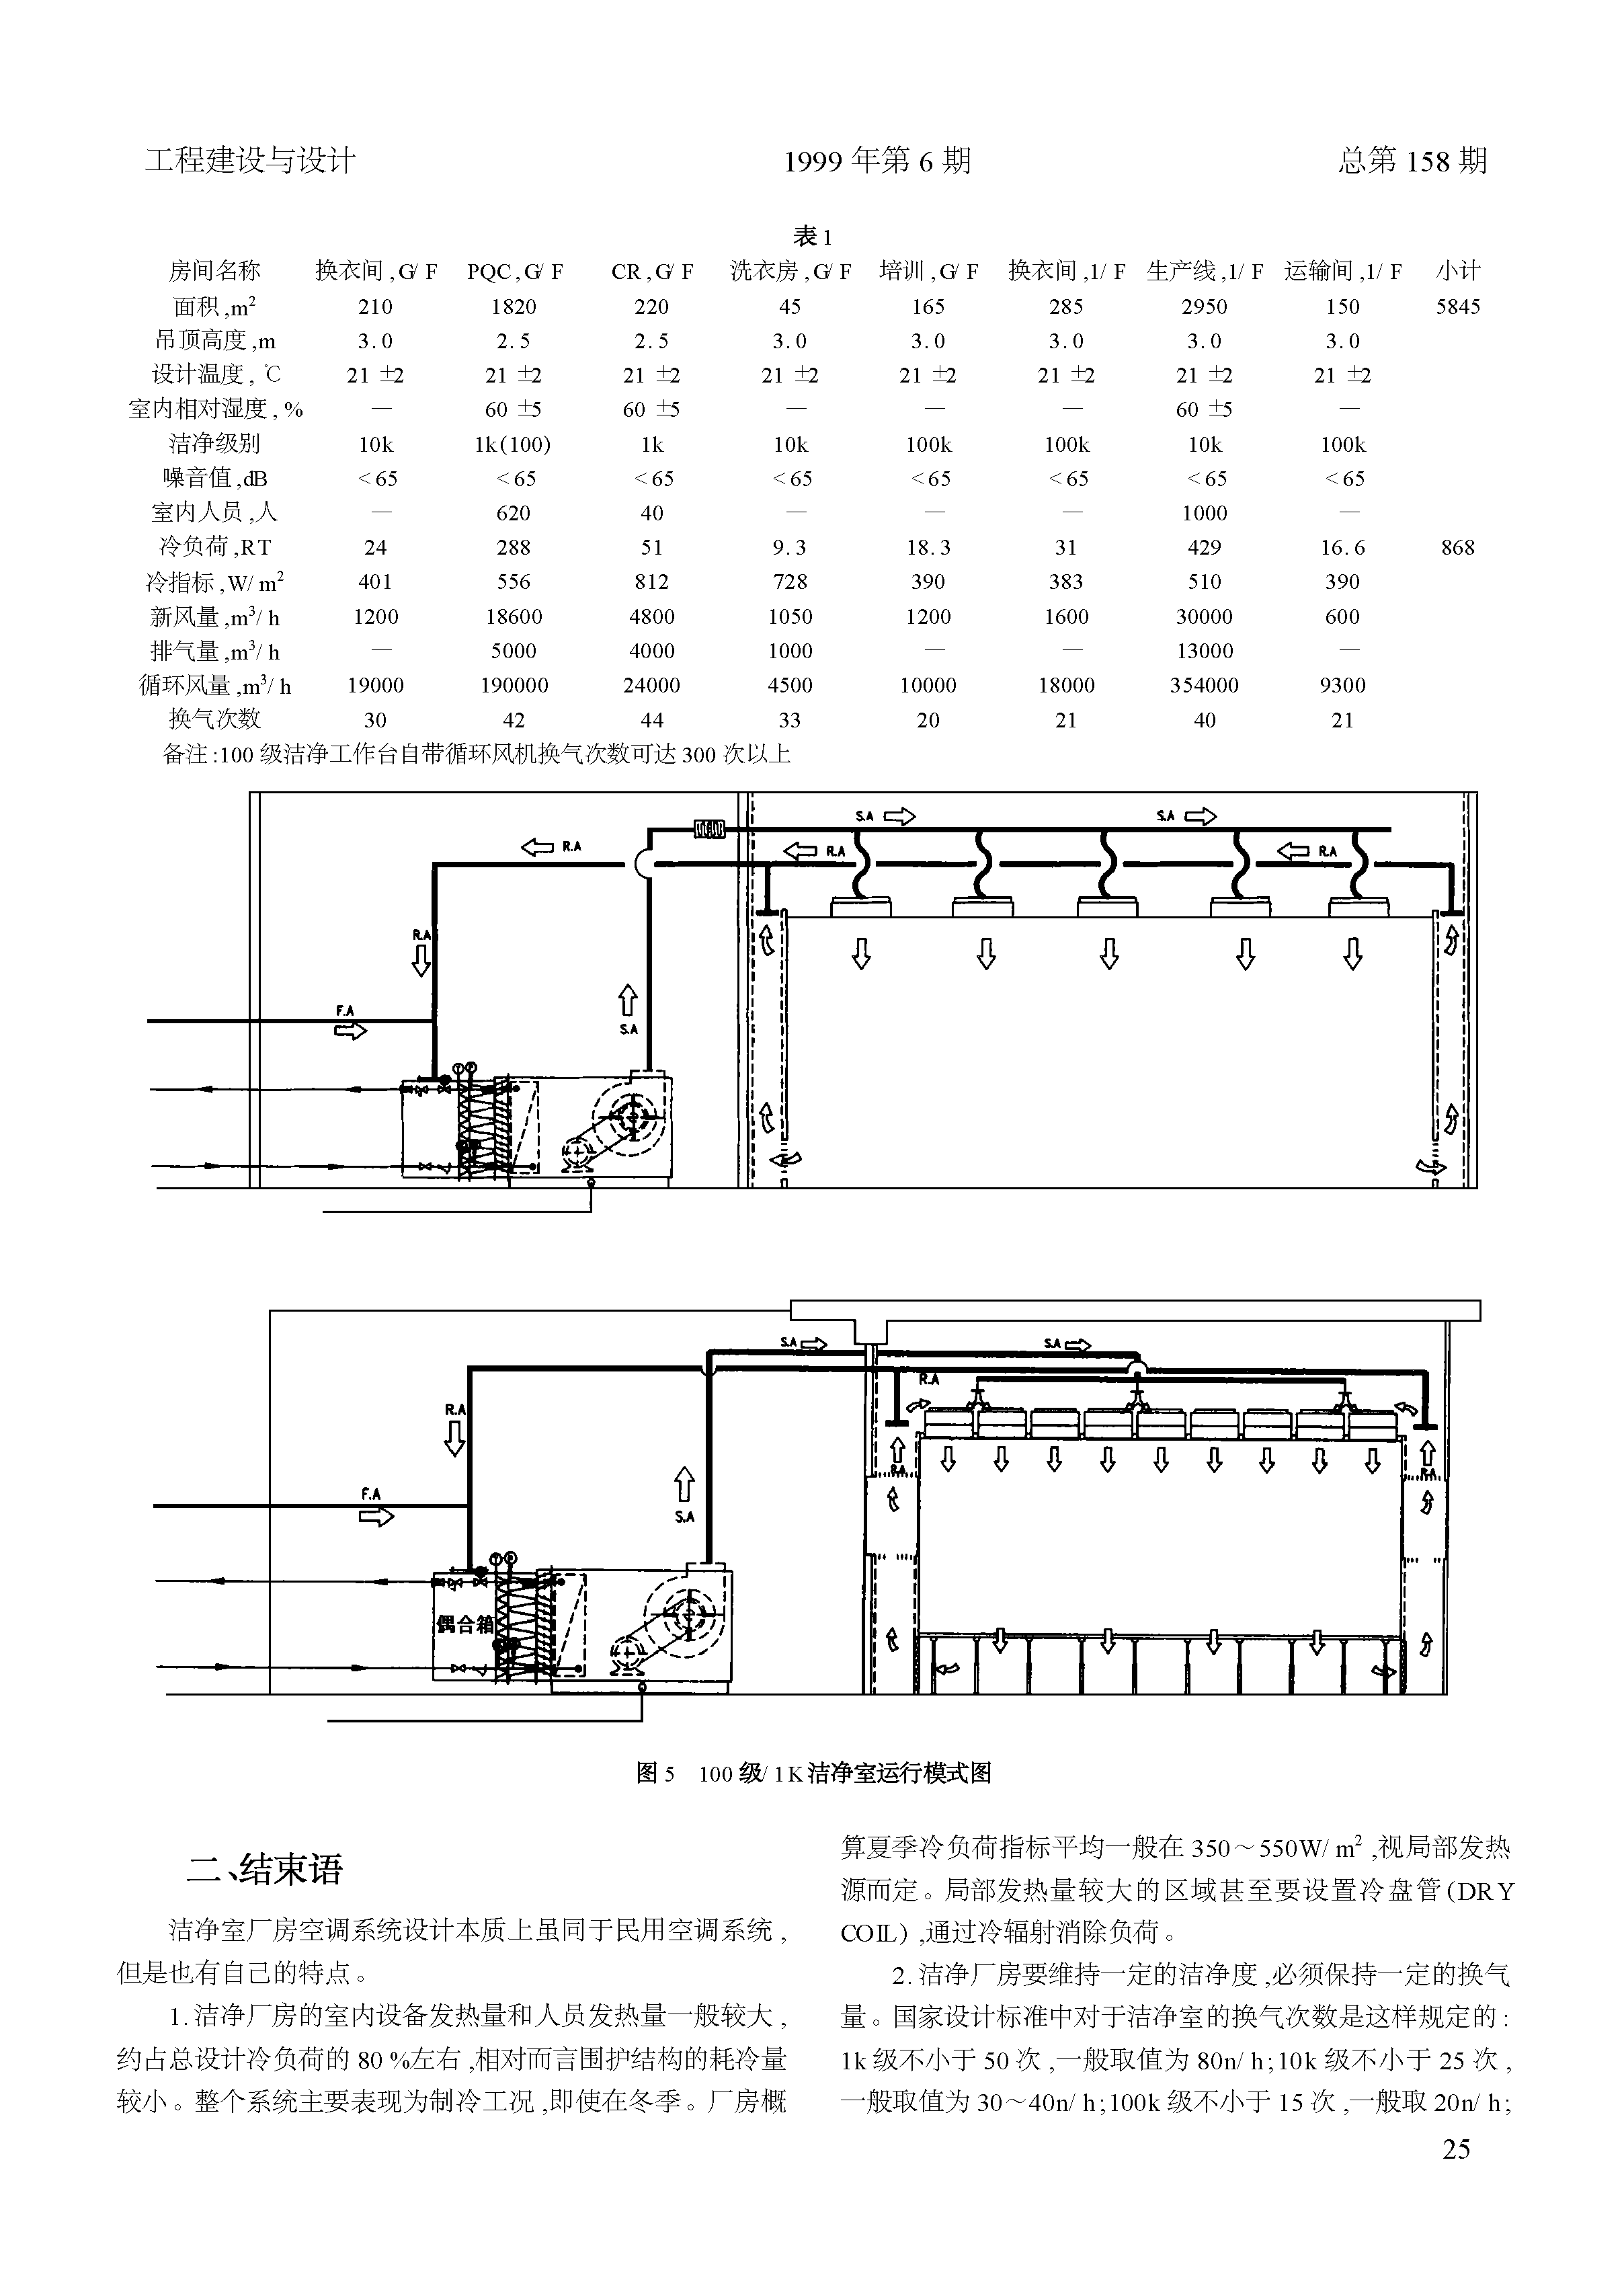 工程建设与设计 1999 年第 6 期 总第 158 期
表 1
房间名称 换衣间,G/F PQC,G/F CR,G/F 洗衣房,G/F 培训,G/F 换衣间,1/F 生产线,1/F 运输间,1/F 小计
面积,m² 210 1820 220 45 165 285 2950 150 5845
吊顶高度,m 3.0 2.5 2.5 3.0 3.0 3.0 3.0 3.0
设计温度,℃ 21±2 21±2 21±2 21±2 21±2 21±2 21±2 21±2
室内相对湿度,% — 60±5 60±5 — — — 60±5 —
洁净级别 10k 1k(100) 1k 10k 100k 100k 10k 100k
噪音值,dB <65 <65 <65 <65 <65 <65 <65 <65
室内人员,人 — 620 40 — — — 1000 —
冷负荷,RT 24 288 51 9.3 18.3 31 429 16.6 868
冷指标,W/m² 401 556 812 728 390 383 510 390
新风量,m³/h 1200 18600 4800 1050 1200 1600 30000 600
排气量,m³/h — 5000 4000 1000 — — 13000 —
循环风量,m³/h 19000 190000 24000 4500 10000 18000 354000 9300
换气次数 30 42 44 33 20 21 40 21
备注:100 级洁净工作台自带循环风机换气次数可达 300 次以上
S.A S.A
R.A R.A R.A
R.A
F.A
S.A
S.A S.A
R.A
R.A
R.A R.A
F.A
S.A
偶合箱
图 5 100 级/1K 洁净室运行模式图
二、结束语
洁净室厂房空调系统设计本质上虽同于民用空调系统,
但是也有自己的特点。
1.洁净厂房的室内设备发热量和人员发热量一般较大,
约占总设计冷负荷的 80 %左右,相对而言围护结构的耗冷量
较小。整个系统主要表现为制冷工况,即使在冬季。厂房概
算夏季冷负荷指标平均一般在 350～550W/m²,视局部发热
源而定。局部发热量较大的区域甚至要设置冷盘管(DRY
COIL),通过冷辐射消除负荷。
2.洁净厂房要维持一定的洁净度,必须保持一定的换气
量。国家设计标准中对于洁净室的换气次数是这样规定的:
1k 级不小于 50 次,一般取值为 80n/h;10k 级不小于 25 次,
一般取值为 30～40n/h;100k 级不小于 15 次,一般取 20n/h;
25